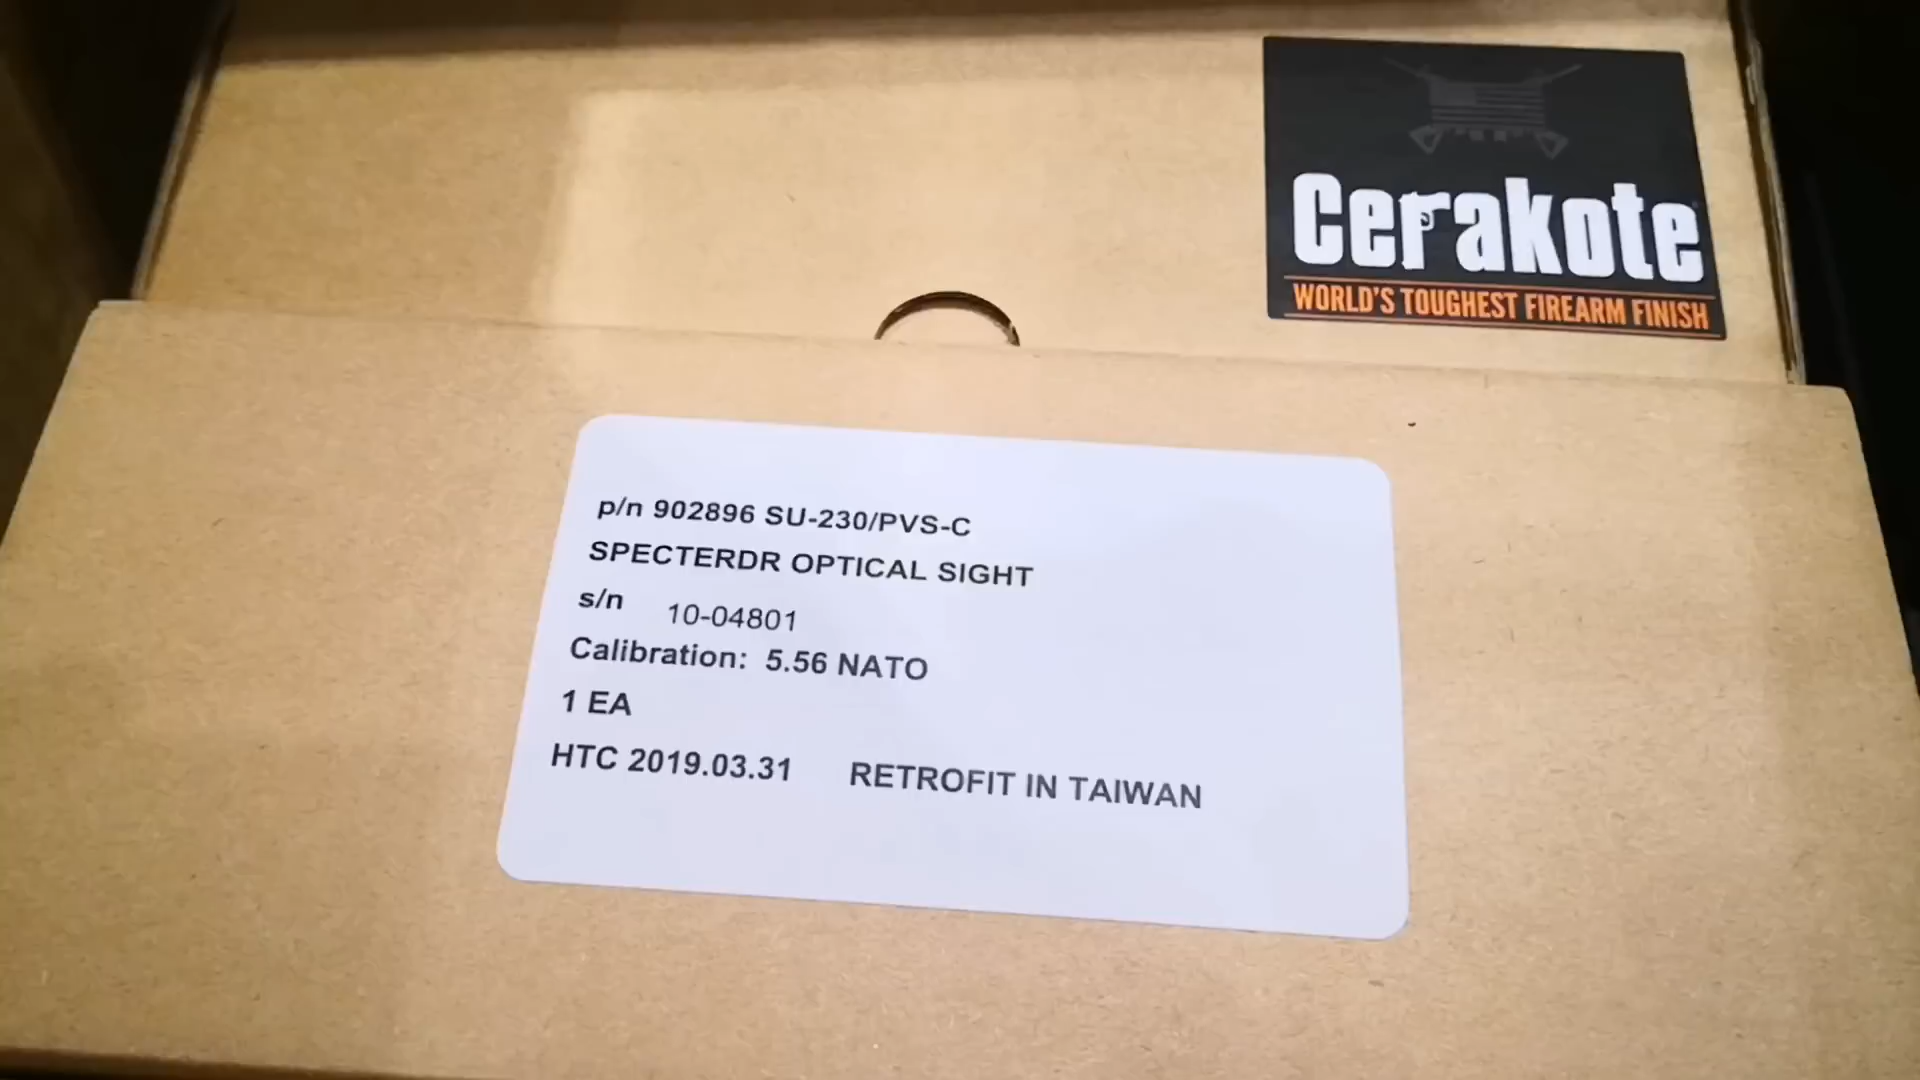 Cerakote
WORLD'S TOUGHEST FIREARM FINISH
p/n 902896 SU-230/PVS-C
SPECTERDR OPTICAL SIGHT
s/n 10-04801
Calibration: 5.56 NATO
1 EA
HTC 2019.03.31 RETROFIT IN TAIWAN